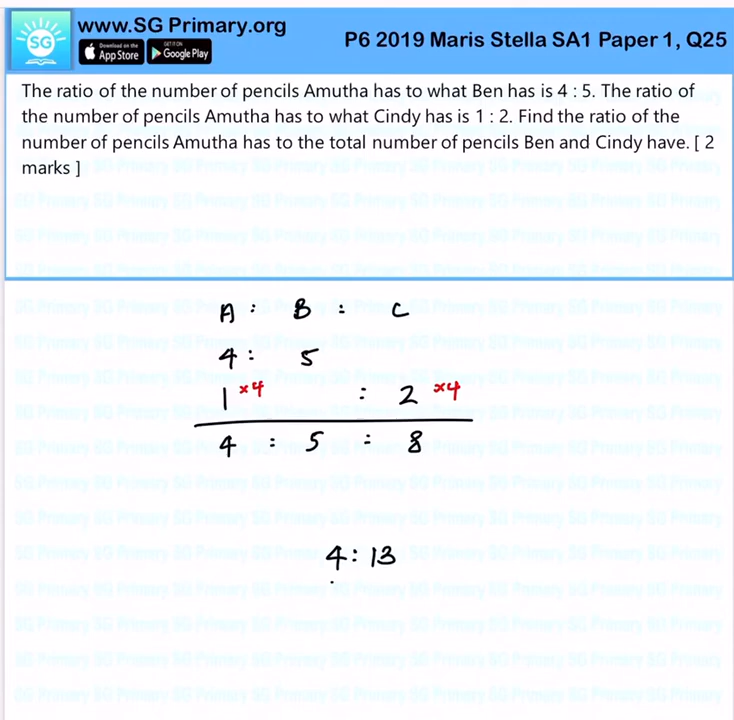 www.SG Primary.org
SG
Download on the App Store
GET IT ON Google Play
P6 2019 Maris Stella SA1 Paper 1, Q25
The ratio of the number of pencils Amutha has to what Ben has is 4 : 5. The ratio of
the number of pencils Amutha has to what Cindy has is 1 : 2. Find the ratio of the
number of pencils Amutha has to the total number of pencils Ben and Cindy have. [ 2
marks ]
A : B : C
4 : 5
1 ×4 : 2 ×4
4 : 5 : 8
4 : 13